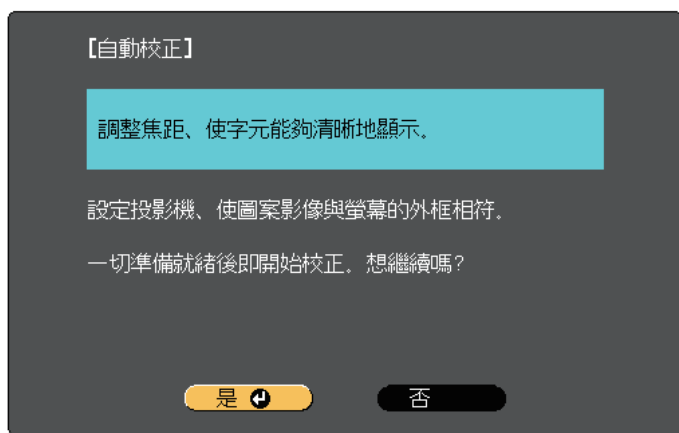 【自動校正】
調整焦距、使字元能夠清晰地顯示。
設定投影機、使圖案影像與螢幕的外框相符。
一切準備就緒後即開始校正. 想繼續嗎?
是
否